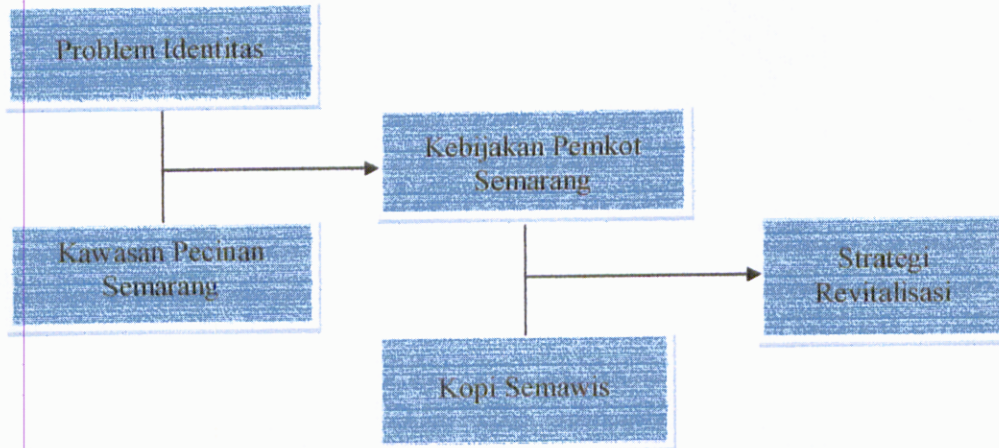 Problem Identitas
Kebijakan Pemkot
Semarang
Kawasan Pecinan
Semarang
Strategi
Revitalisasi
Kopi Semawis